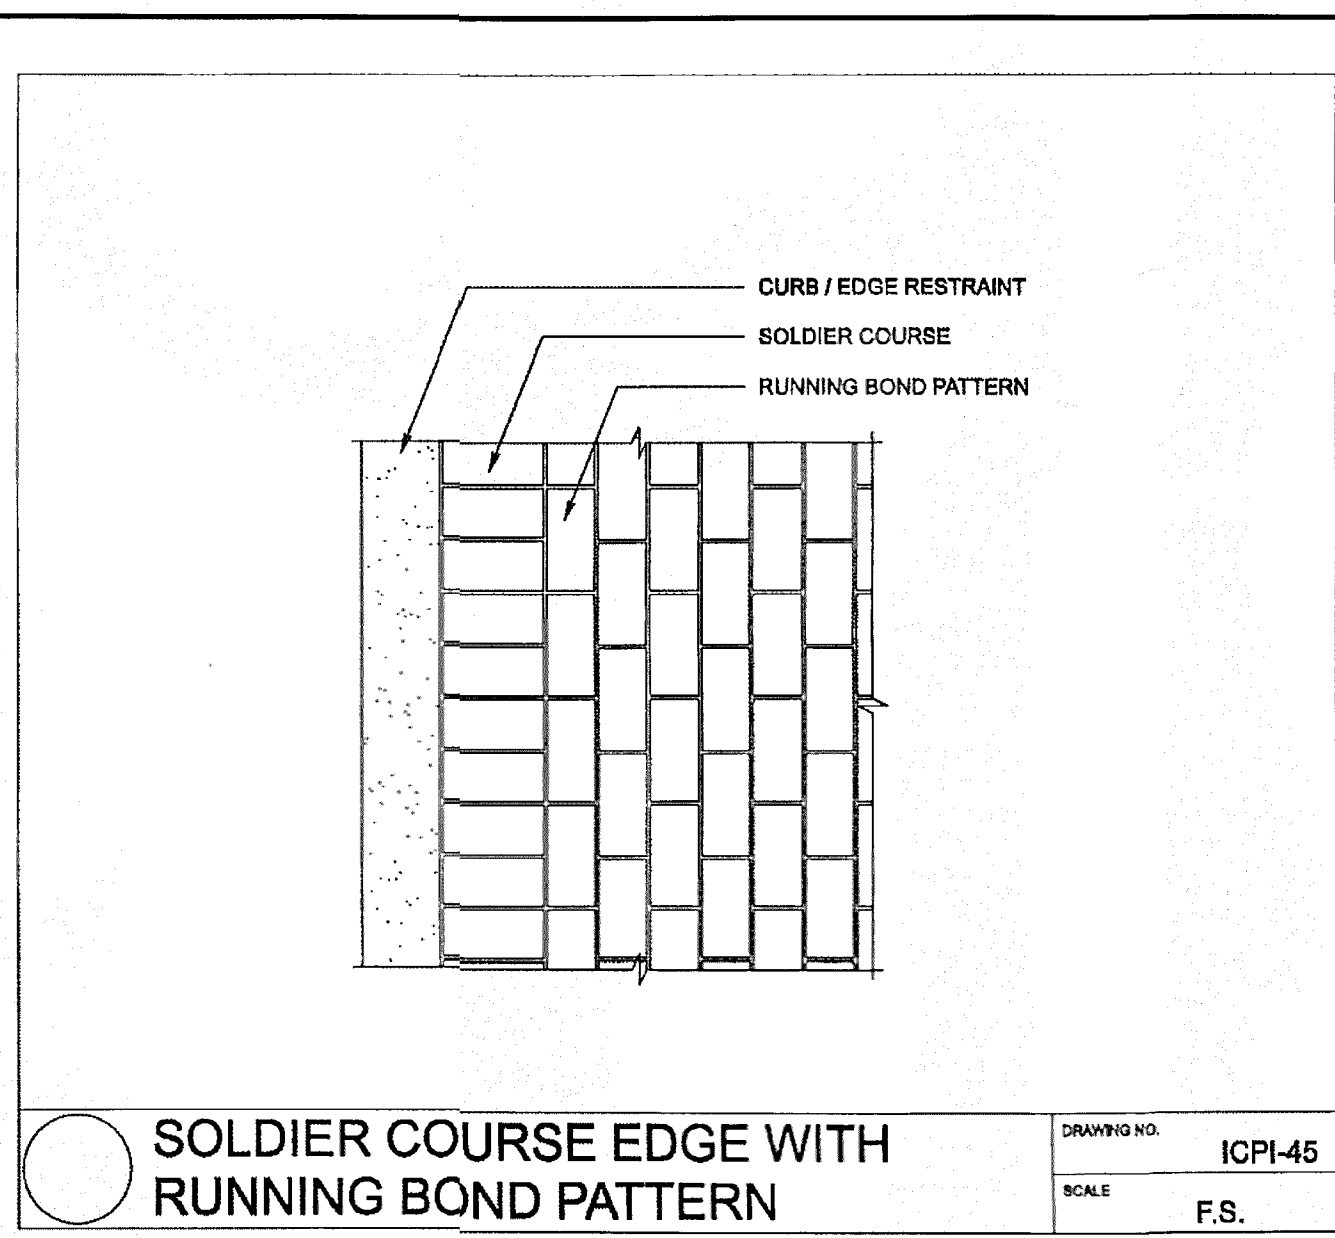 CURB / EDGE RESTRAINT
SOLDIER COURSE
RUNNING BOND PATTERN
SOLDIER COURSE EDGE WITH
RUNNING BOND PATTERN
DRAWING NO.
ICPI-45
SCALE
F.S.